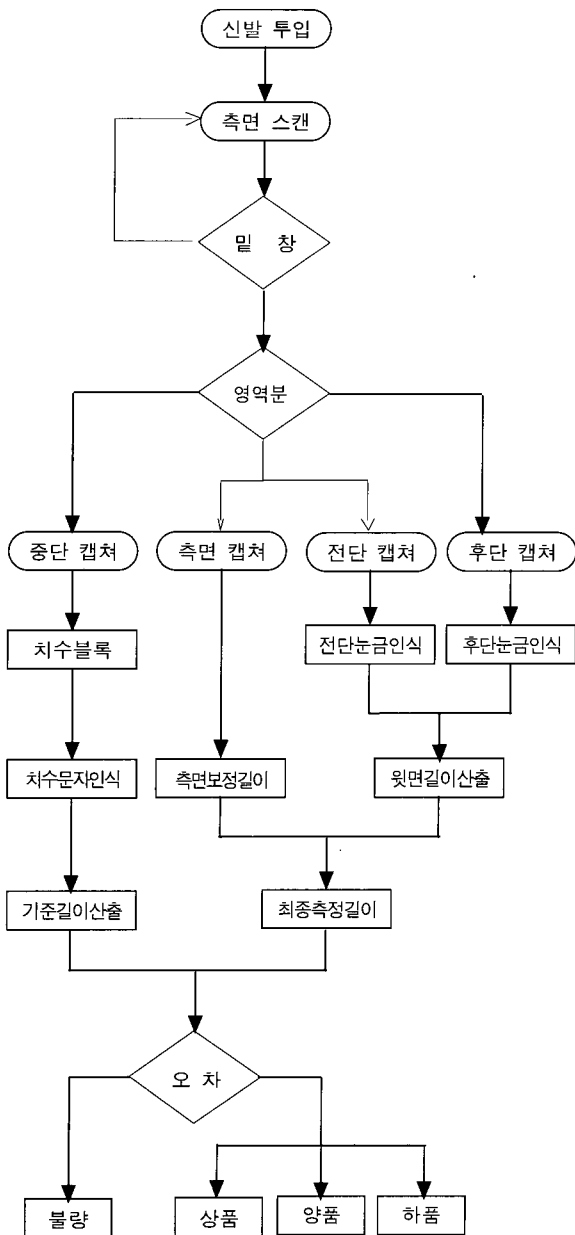 신발 투입
측면 스캔
밑 창
영역분
중단 캡쳐
측면 캡쳐
전단 캡쳐
후단 캡쳐
치수블록
전단눈금인식
후단눈금인식
치수문자인식
측면보정길이
윗면길이산출
기준길이산출
최종측정길이
오 차
불량
상품
양품
하품